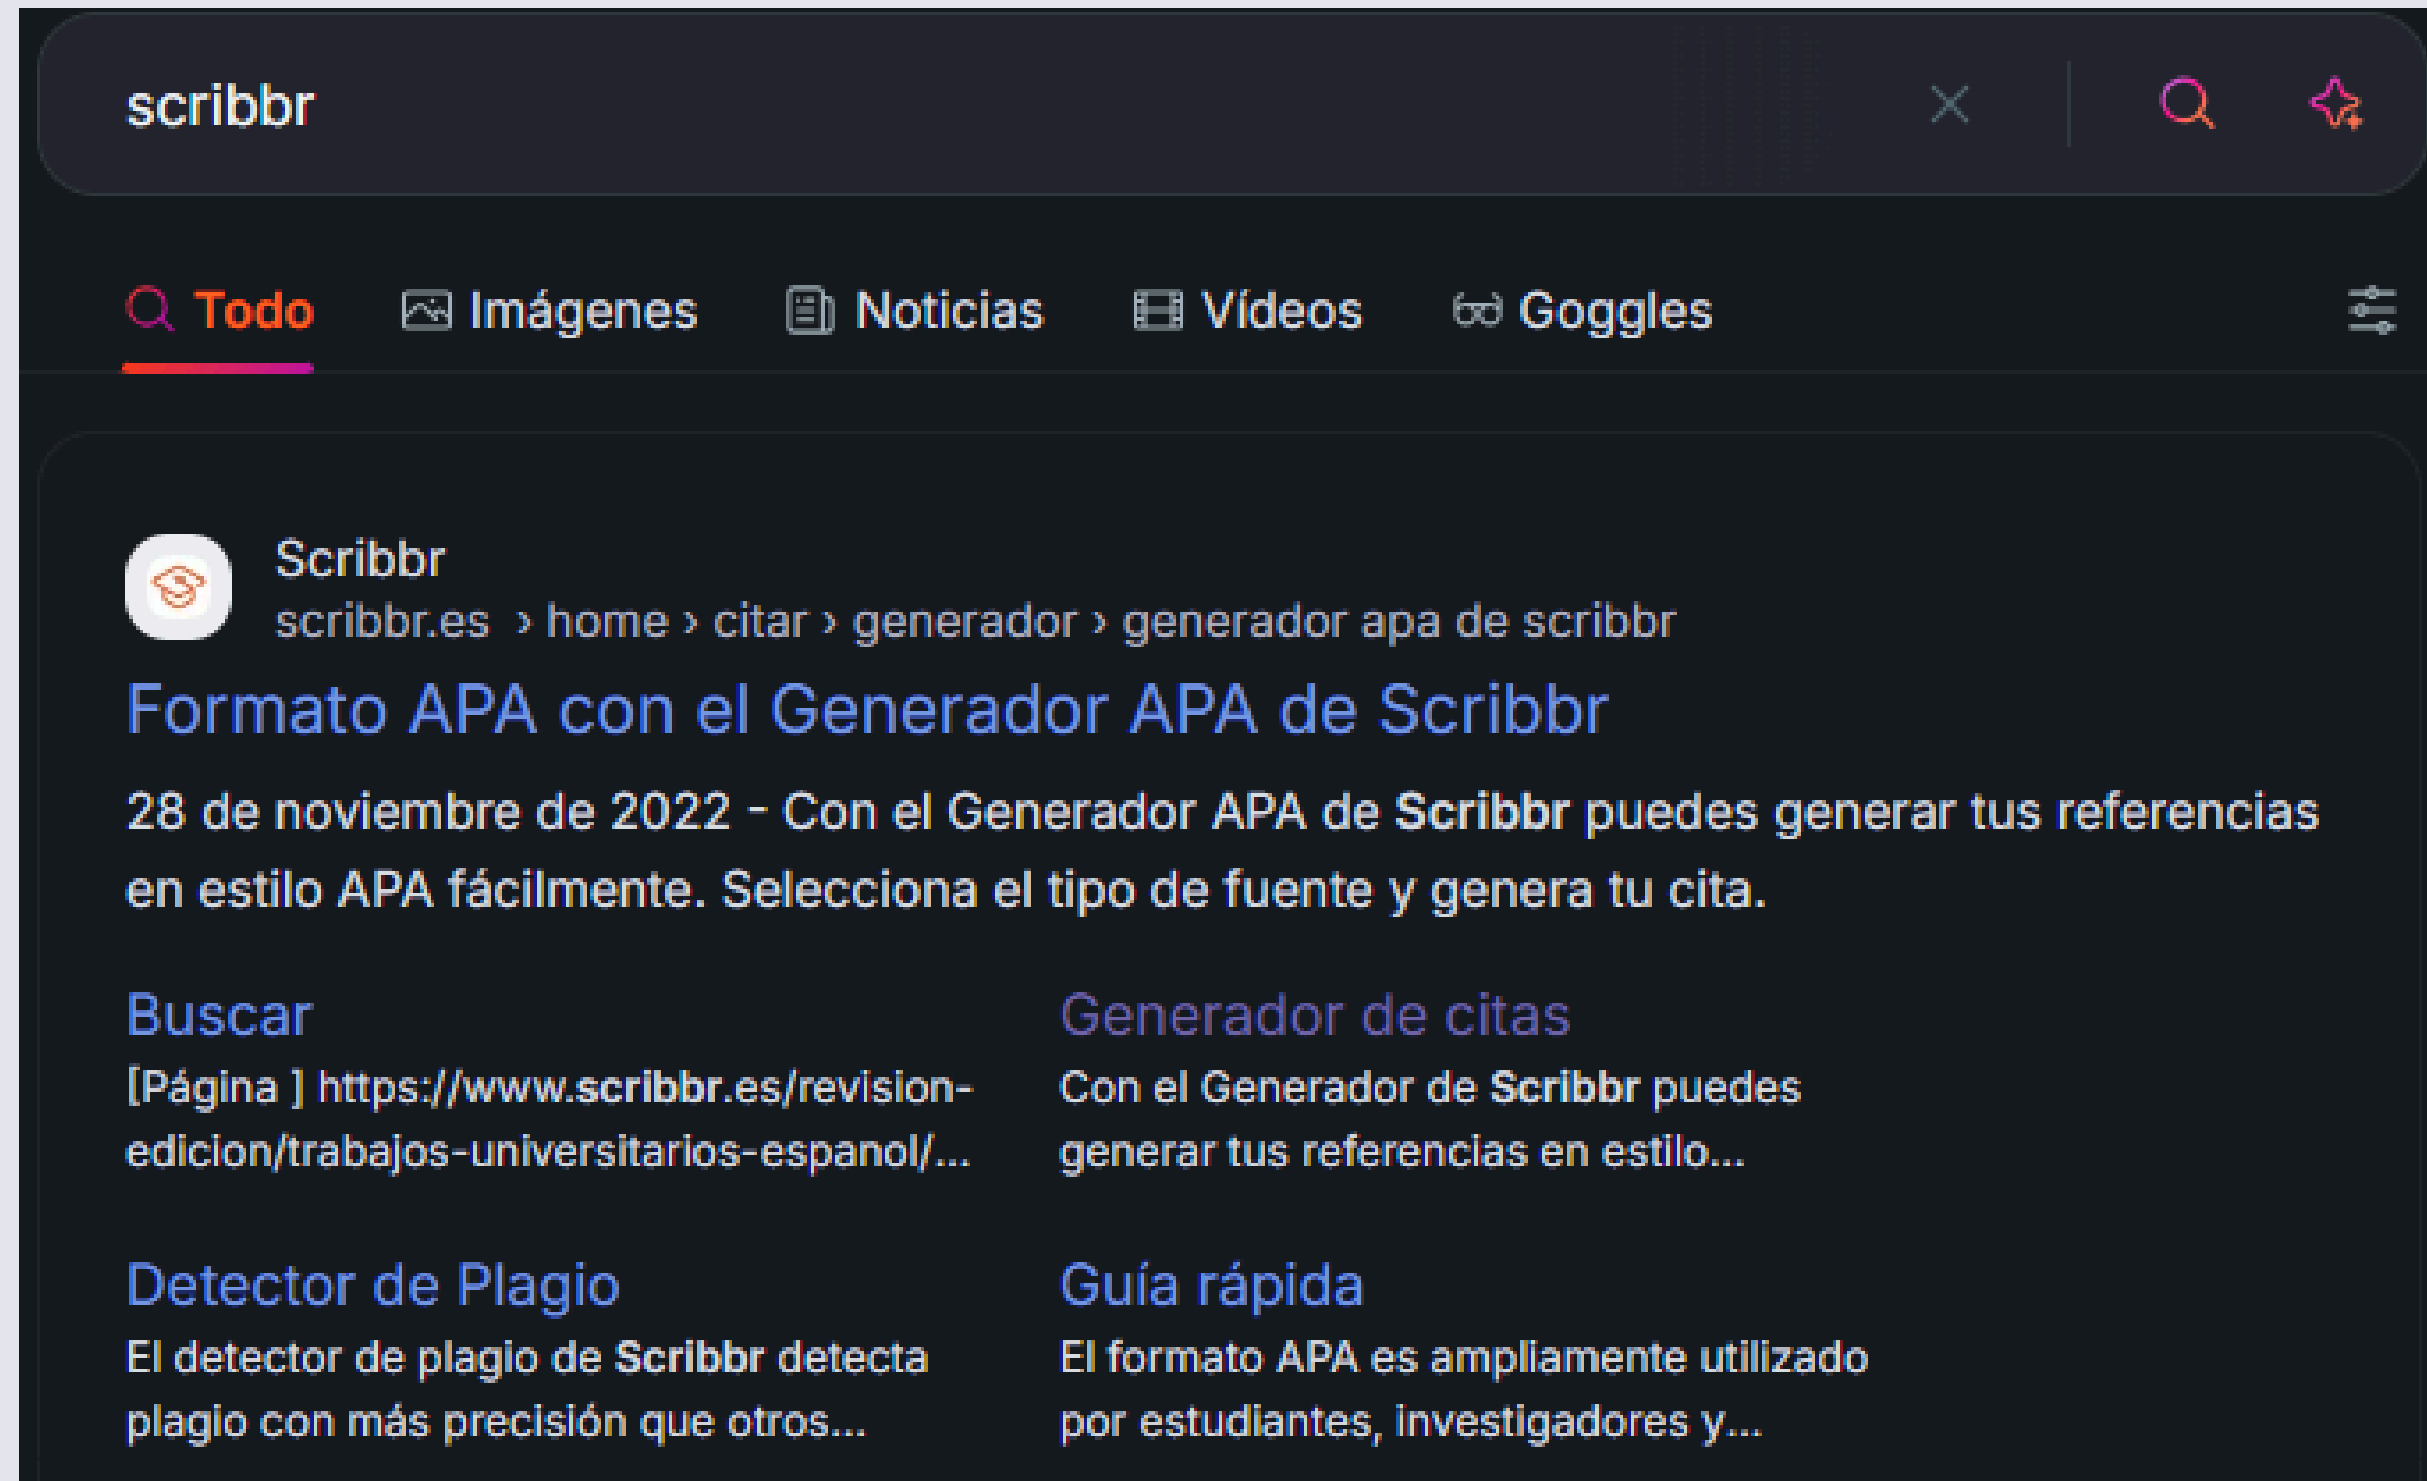 scribbr
Todo Imágenes Noticias Vídeos Goggles
Scribbr
scribbr.es › home › citar › generador › generador apa de scribbr
Formato APA con el Generador APA de Scribbr
28 de noviembre de 2022 - Con el Generador APA de Scribbr puedes generar tus referencias
en estilo APA fácilmente. Selecciona el tipo de fuente y genera tu cita.
Buscar
[Página ] https://www.scribbr.es/revision-
edicion/trabajos-universitarios-espanol/...
Generador de citas
Con el Generador de Scribbr puedes
generar tus referencias en estilo...
Detector de Plagio
El detector de plagio de Scribbr detecta
plagio con más precisión que otros...
Guía rápida
El formato APA es ampliamente utilizado
por estudiantes, investigadores y...